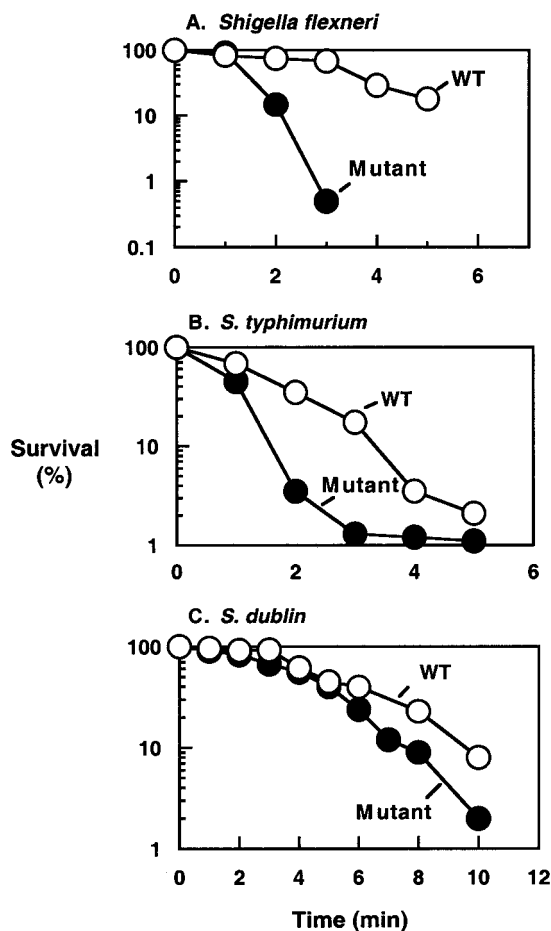 A. Shigella flexneri
100
10
1
0.1
WT
Mutant
0 2 4 6
B. S. typhimurium
100
10
1
WT
Mutant
0 2 4 6
Survival
(%)
C. S. dublin
100
10
1
WT
Mutant
0 2 4 6 8 10 12
Time (min)